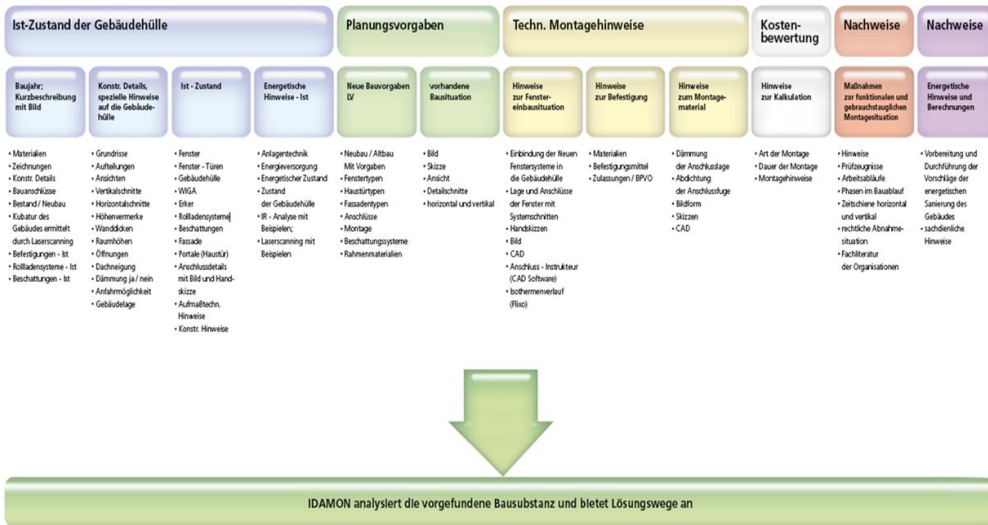 Ist-Zustand der Gebäudehülle
Planungsvorgaben
Techn. Montagehinweise
Kosten-
bewertung
Nachweise
Nachweise
Baujahr;
Kurzbeschreibung
mit Bild
Konstr. Details,
spezielle Hinweise
auf die Gebäude-
hülle
Ist - Zustand
Energetische
Hinweise - Ist
Neue Bauvorgaben
LV
vorhandene
Bausituation
Hinweise
zur Fenster-
einbausituation
Hinweise
zur Befestigung
Hinweise
zum Montage-
material
Hinweise
zur Kalkulation
Maßnahmen
zur funktionalen und
gebrauchstauglichen
Montagesituation
Energetische
Hinweise und
Berechnungen
• Materialien
• Zeichnungen
• Konstr. Details
• Bauanschlüsse
• Bestand / Neubau
• Kubatur des
Gebäudes ermittelt
durch Laserscanning
• Befestigungen - Ist
• Rollladensysteme - Ist
• Beschattungen - Ist
• Grundrisse
• Aufteilungen
• Ansichten
• Vertikalschnitte
• Horizontalschnitte
• Höhenvermerke
• Wanddicken
• Raumhöhen
• Öffnungen
• Dachneigung
• Dämmung ja / nein
• Anfahrmöglichkeit
• Gebäudelage
• Fenster
• Fenster - Türen
• Gebäudehülle
• WIGA
• Erker
• Rollladensysteme
• Beschattungen
• Fassade
• Portale (Haustür)
• Anschlussdetails
mit Bild und Hand-
skizze
• Aufmaßtechn.
Hinweise
• Konstr. Hinweise
• Anlagentechnik
• Energieversorgung
• Energetischer Zustand
• Zustand
der Gebäudehülle
• IR - Analyse mit
Beispielen;
• Laserscanning mit
Beispielen
• Neubau / Altbau
Mit Vorgaben
• Fenstertypen
• Haustürtypen
• Fassadentypen
• Anschlüsse
• Montage
• Beschattungssysteme
• Rahmenmaterialien
• Bild
• Skizze
• Ansicht
• Detailschnitte
• horizontal und vertikal
• Einbindung der Neuen
Fenstersysteme in
die Gebäudehülle
• Lage und Anschlüsse
der Fenster mit
Systemschnitten
• Handskizzen
• Bild
• CAD
• Anschluss - Instrukteur
(CAD Software)
• Isothermenverlauf
(Flixo)
• Materialien
• Befestigungmittel
• Zulassungen / BPVO
• Dämmung
der Anschluslage
• Abdichtung
der Anschlussfuge
• Bildform
• Skizzen
• CAD
• Art der Montage
• Dauer der Montage
• Montagehinweise
• Hinweise
• Prüfzeugnisse
• Arbeitsabläufe
• Phasen im Bauablauf
• Zeitschiene horizontal
und vertikal
• rechtliche Abnahme-
situation
• Fachliteratur
der Organisationen
• Vorbereitung und
Durchführung der
Vorschläge der
energetischen
Sanierung des
Gebäudes
• sachdienliche
Hinweise
IDAMON analysiert die vorgefundene Bausubstanz und bietet Lösungswege an